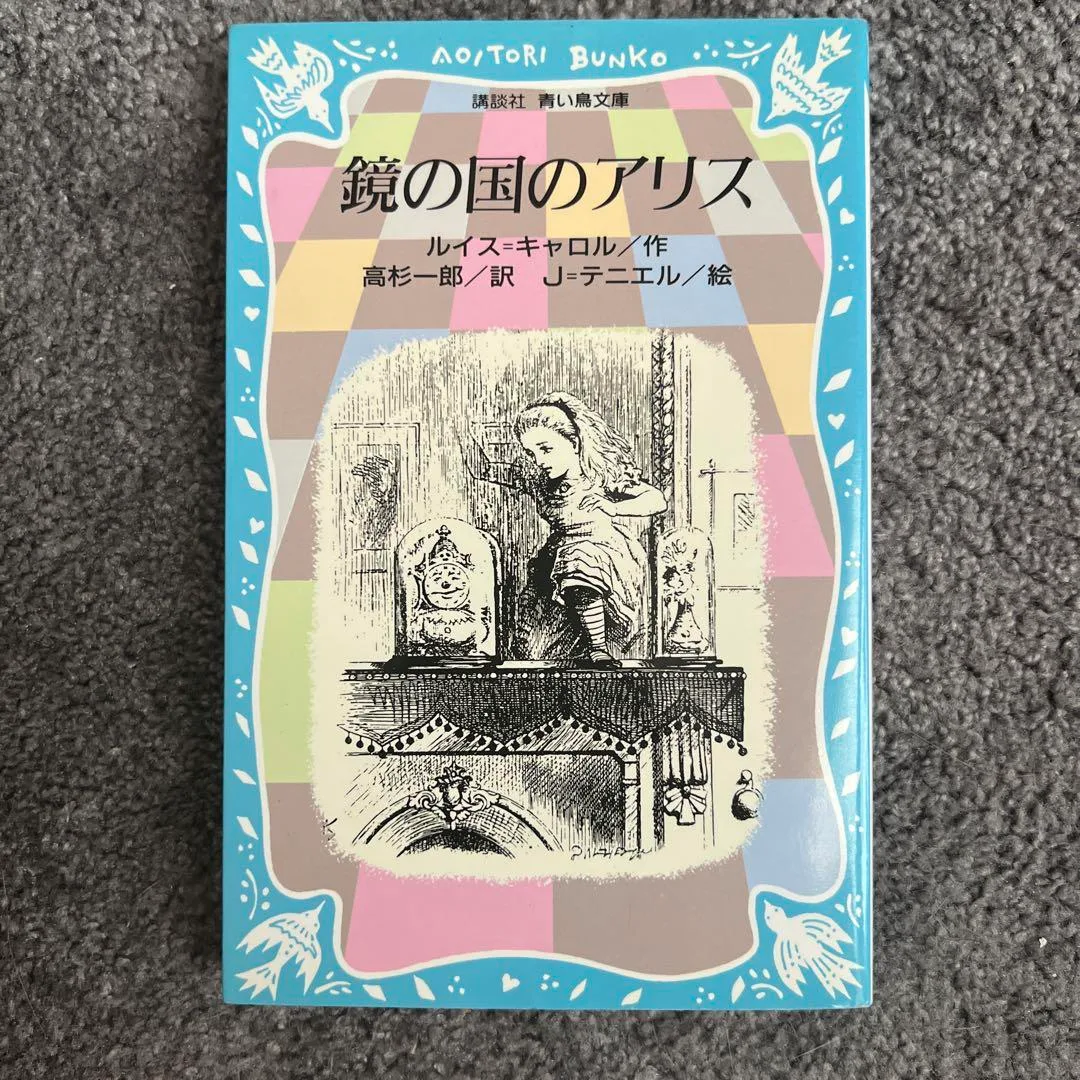 AOITORI BUNKO
講談社 青い鳥文庫
鏡の国のアリス
ルイス=キャロル/作
高杉一郎/訳 J=テニエル/絵